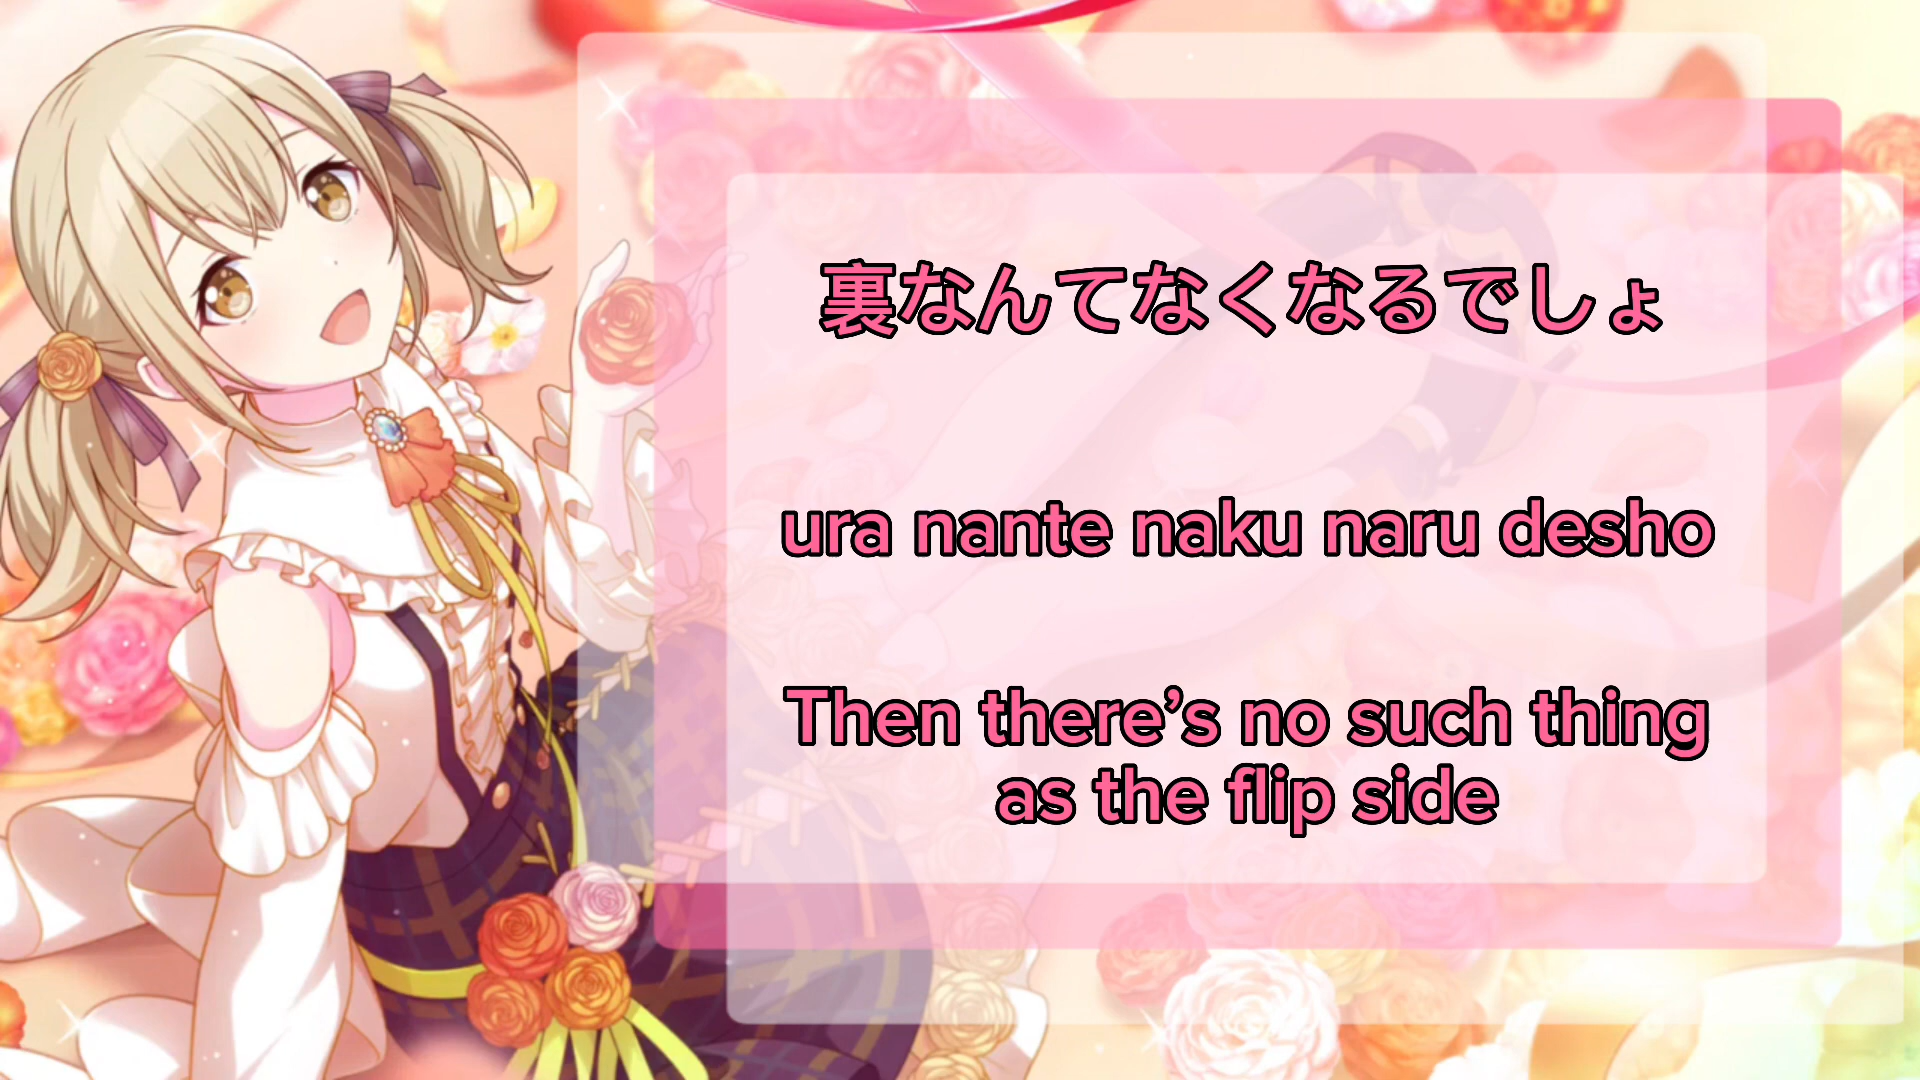 裏なんてなくなるでしょ
ura nante naku naru desho
Then there’s no such thing
as the flip side